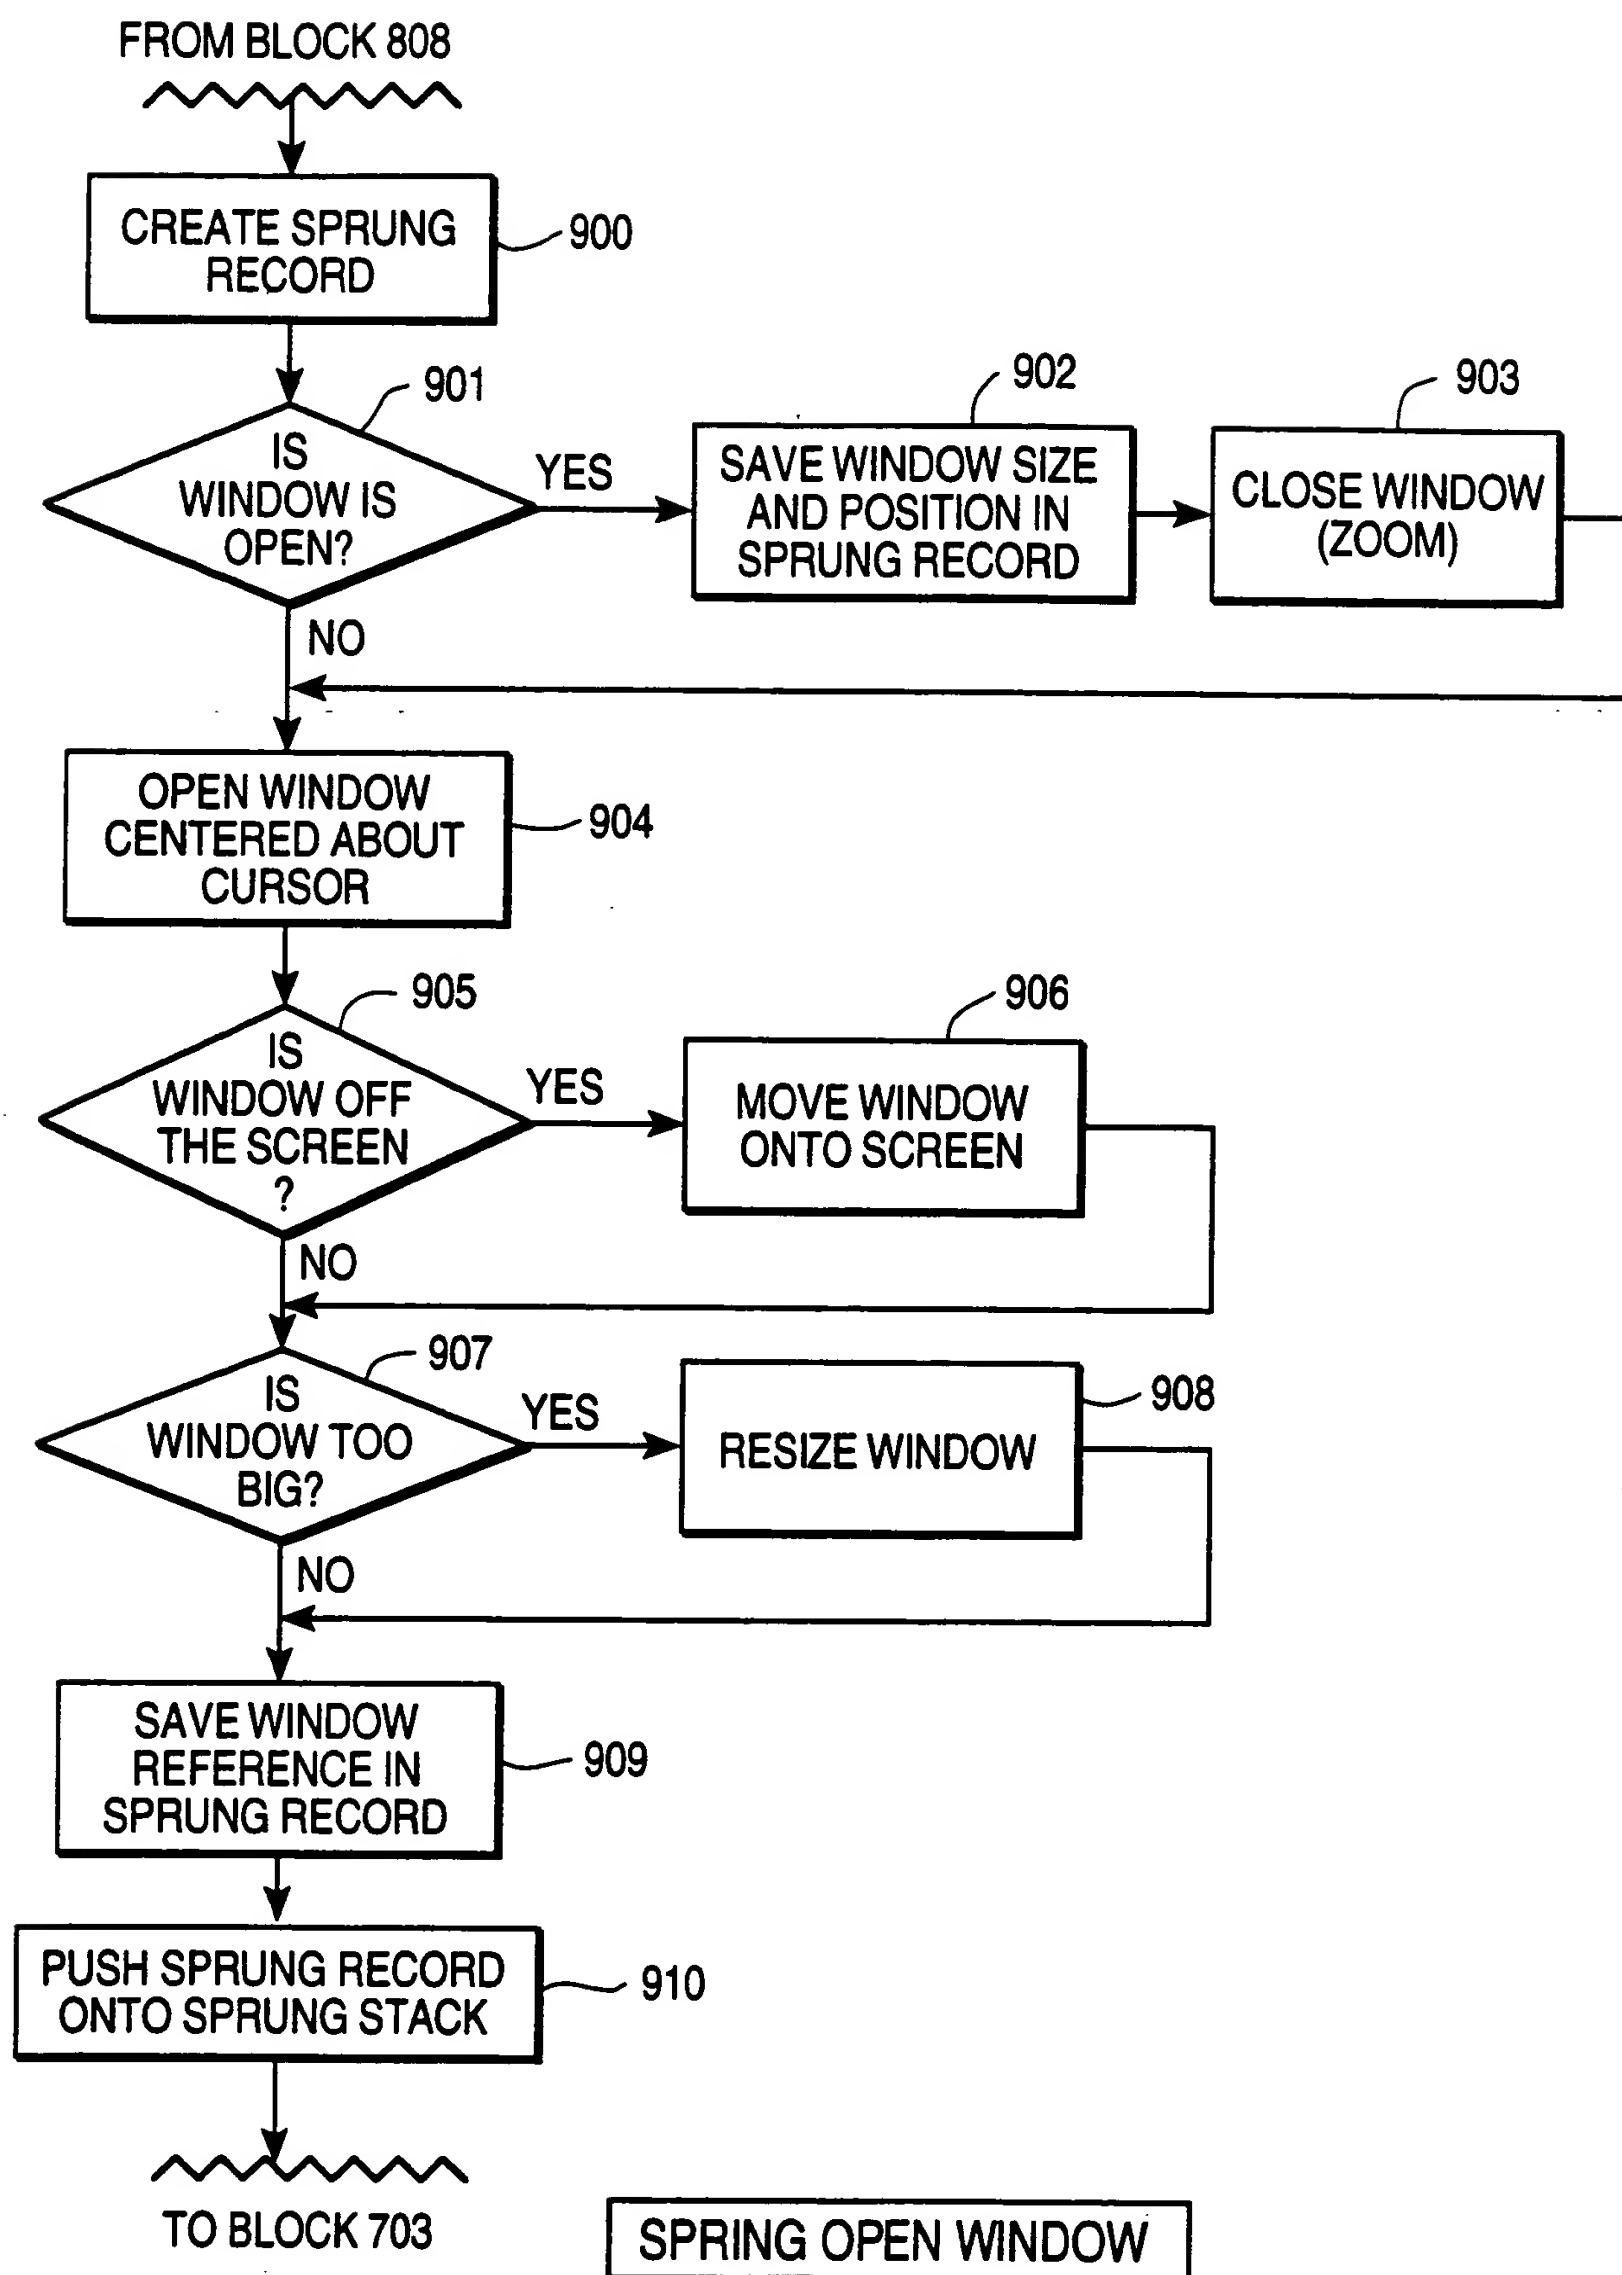 FROM BLOCK 808
CREATE SPRUNG
RECORD
900
901
IS
WINDOW IS
OPEN?
YES
902
SAVE WINDOW SIZE
AND POSITION IN
SPRUNG RECORD
903
CLOSE WINDOW
(ZOOM)
NO
OPEN WINDOW
CENTERED ABOUT
CURSOR
904
905
IS
WINDOW OFF
THE SCREEN
?
YES
906
MOVE WINDOW
ONTO SCREEN
NO
907
IS
WINDOW TOO
BIG?
YES
908
RESIZE WINDOW
NO
SAVE WINDOW
REFERENCE IN
SPRUNG RECORD
909
PUSH SPRUNG RECORD
ONTO SPRUNG STACK
910
TO BLOCK 703
SPRING OPEN WINDOW